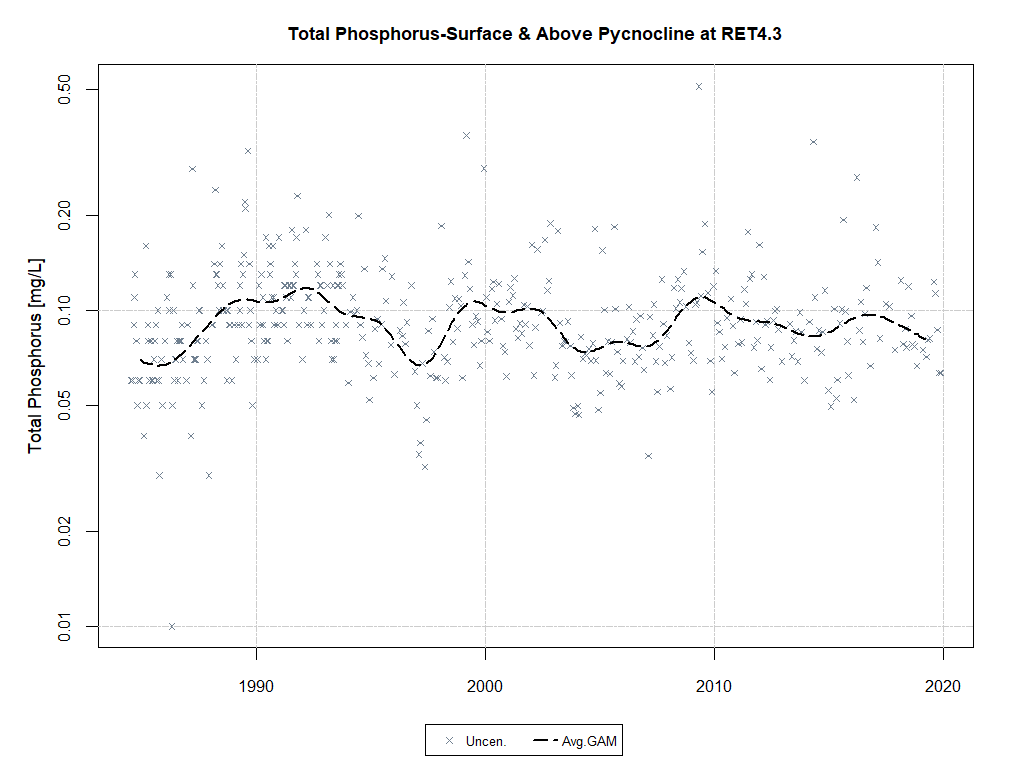 Total Phosphorus-Surface & Above Pycnocline at RET4.3
Total Phosphorus [mg/L]
0.50
0.20
0.10
0.05
0.02
0.01
1990 2000 2010 2020
Uncen. Avg.GAM